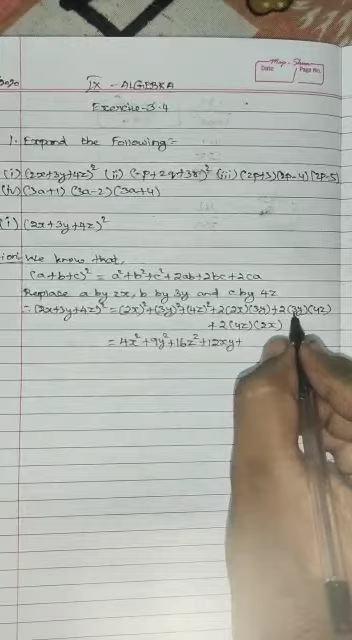 IX - ALGEBRA
Date
Page No.
Exercise-3.4
1. Expand the Following:-
(i) (2x+3y+4z)² (ii) (-p+2q+3r)² (iii) (2p+3)(2p-4)(2p-5)
(iv) (3a+1)(3a-2)(3a+4)
(i) (2x+3y+4z)²
We know that,
(a+b+c)² = a²+b²+c²+2ab+2bc+2ca
Replace a by 2x, b by 3y and c by 4z
∴ (2x+3y+4z)² = (2x)²+(3y)²+(4z)²+2(2x)(3y)+2(3y)(4z)
+2(4z)(2x)
= 4x²+9y²+16z²+12xy+